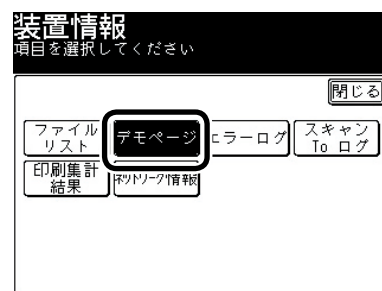 装置情報
項目を選択してください
閉じる
ファイル
リスト
デモページ
エラーログ
スキャン
To ログ
印刷集計
結果
ネットワーク情報